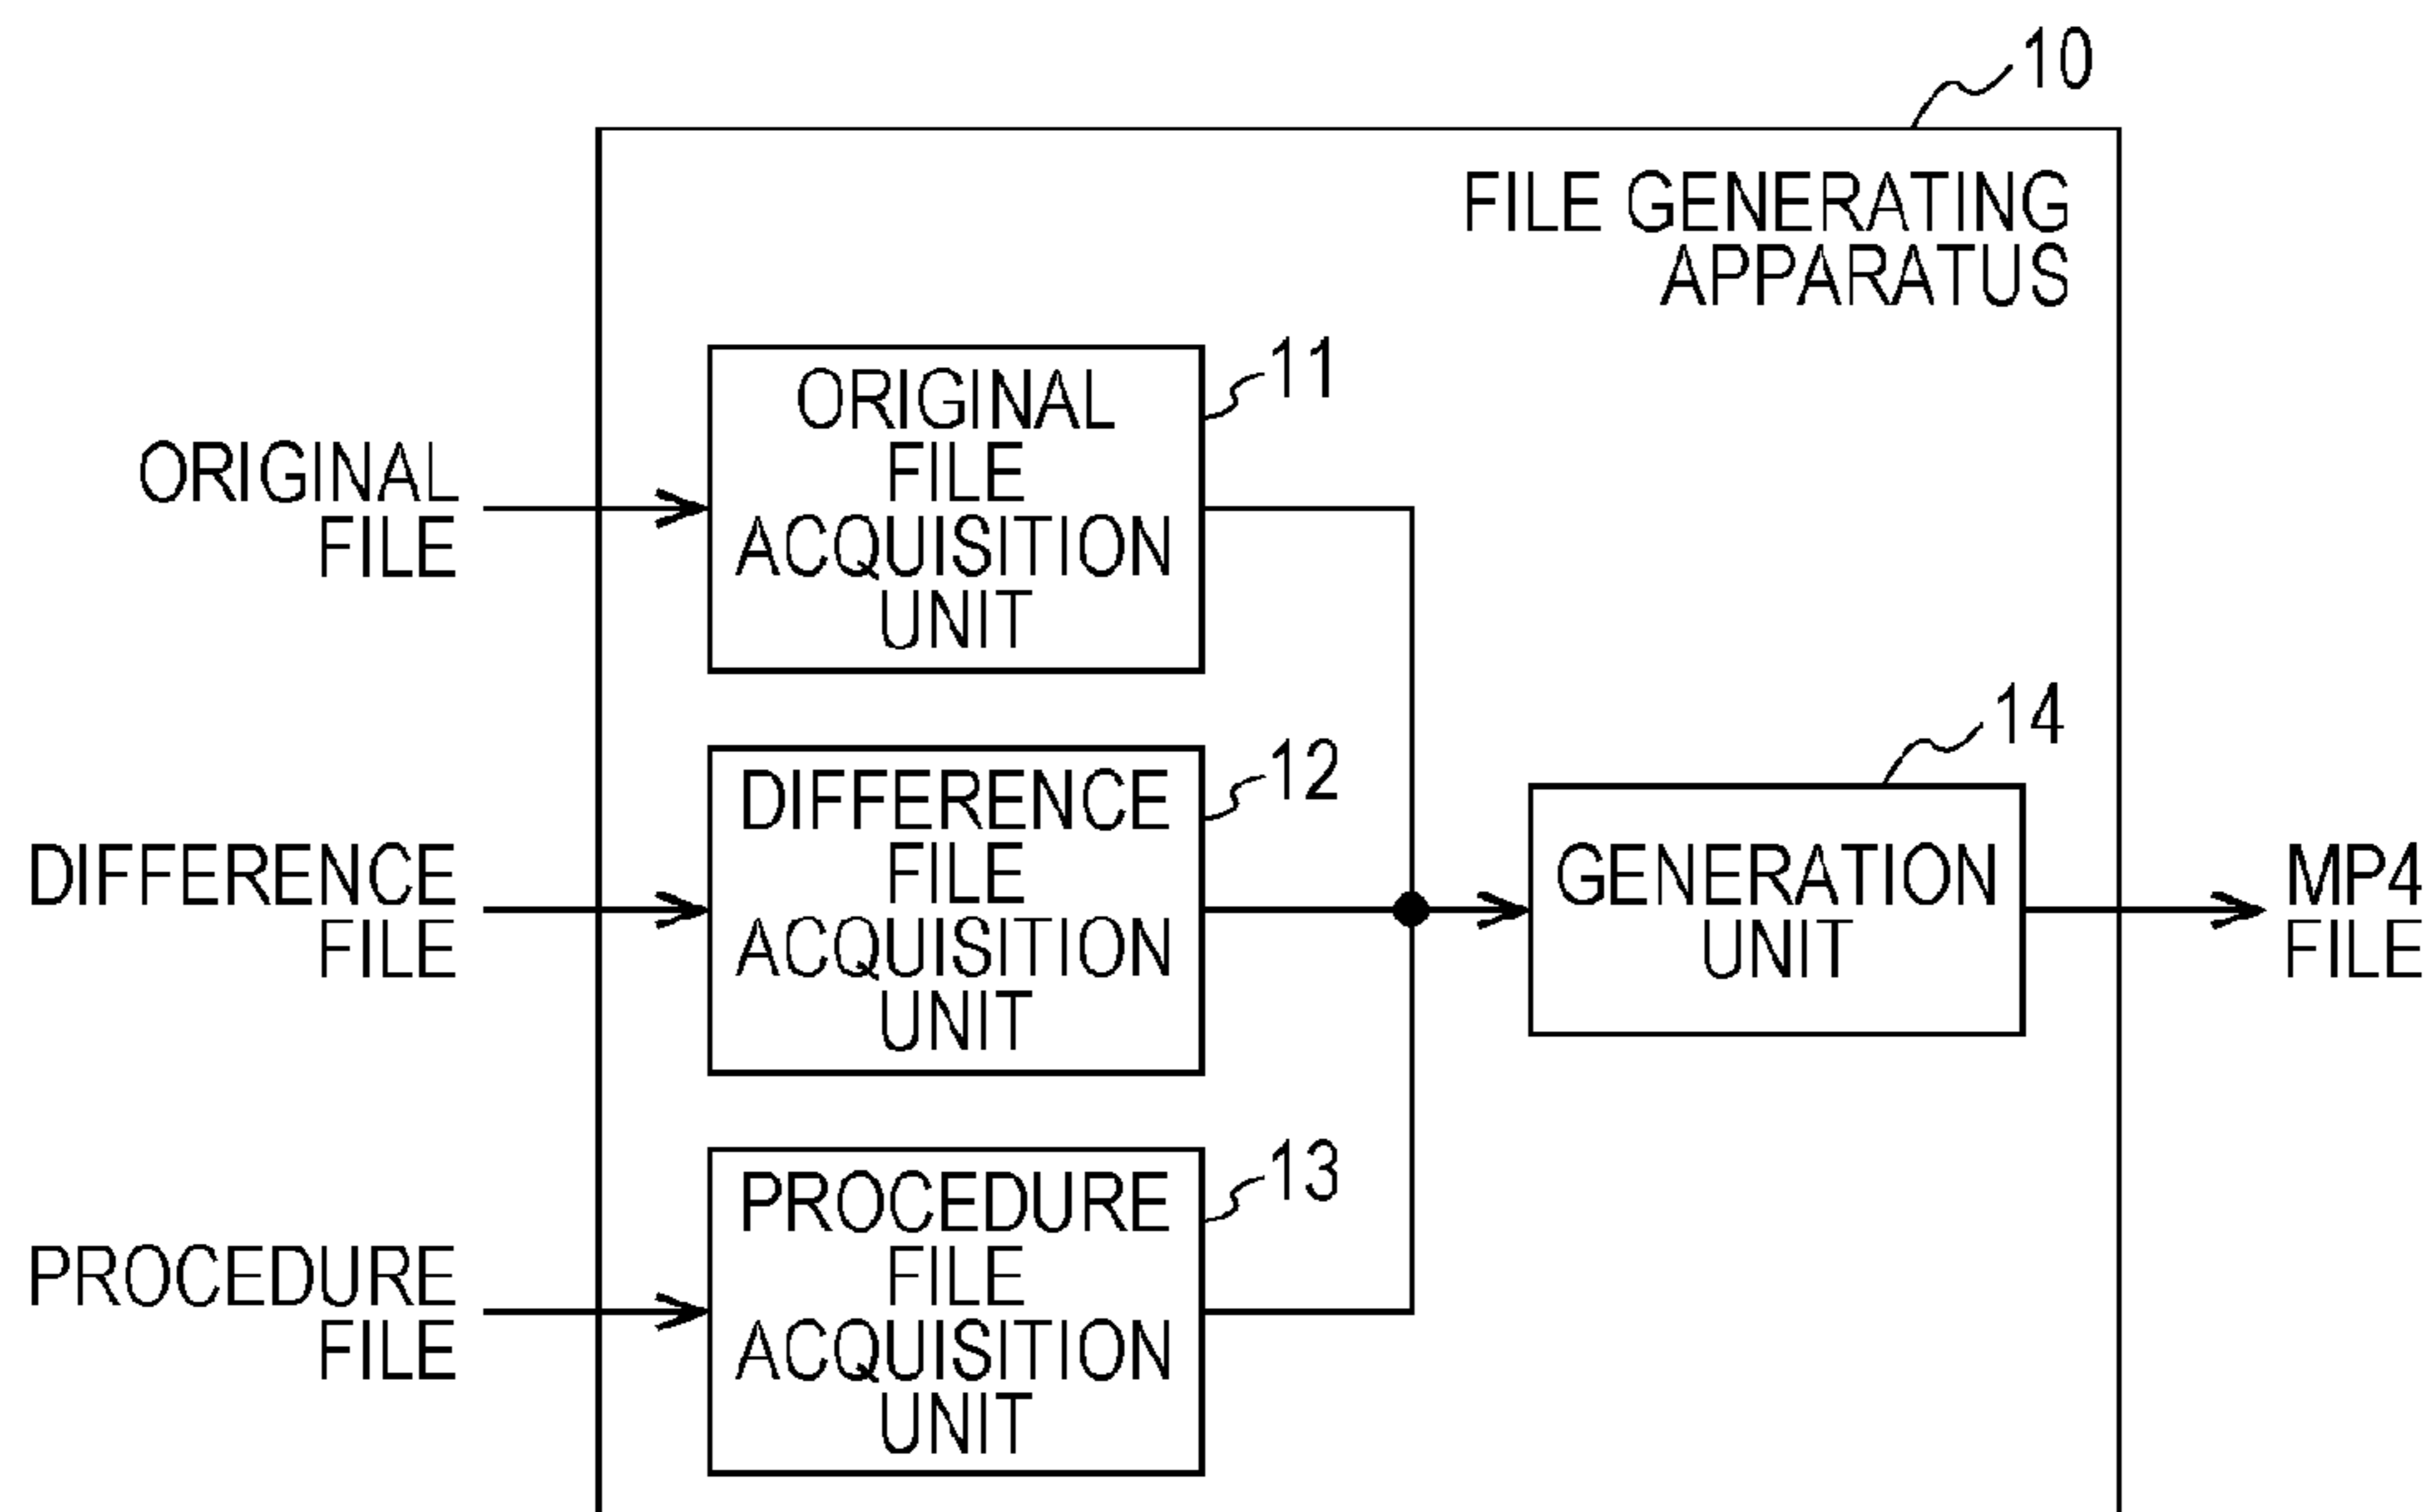 10
FILE GENERATING
APPARATUS
11
ORIGINAL
FILE
ACQUISITION
UNIT
ORIGINAL
FILE
12
DIFFERENCE
FILE
ACQUISITION
UNIT
DIFFERENCE
FILE
14
GENERATION
UNIT
MP4
FILE
13
PROCEDURE
FILE
ACQUISITION
UNIT
PROCEDURE
FILE